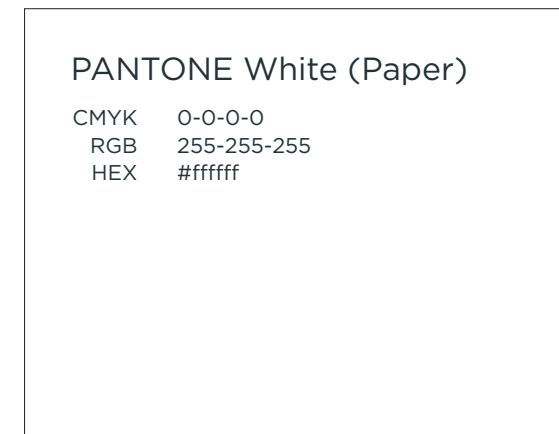 PANTONE White (Paper)
CMYK 0-0-0-0
RGB 255-255-255
HEX #ffffff